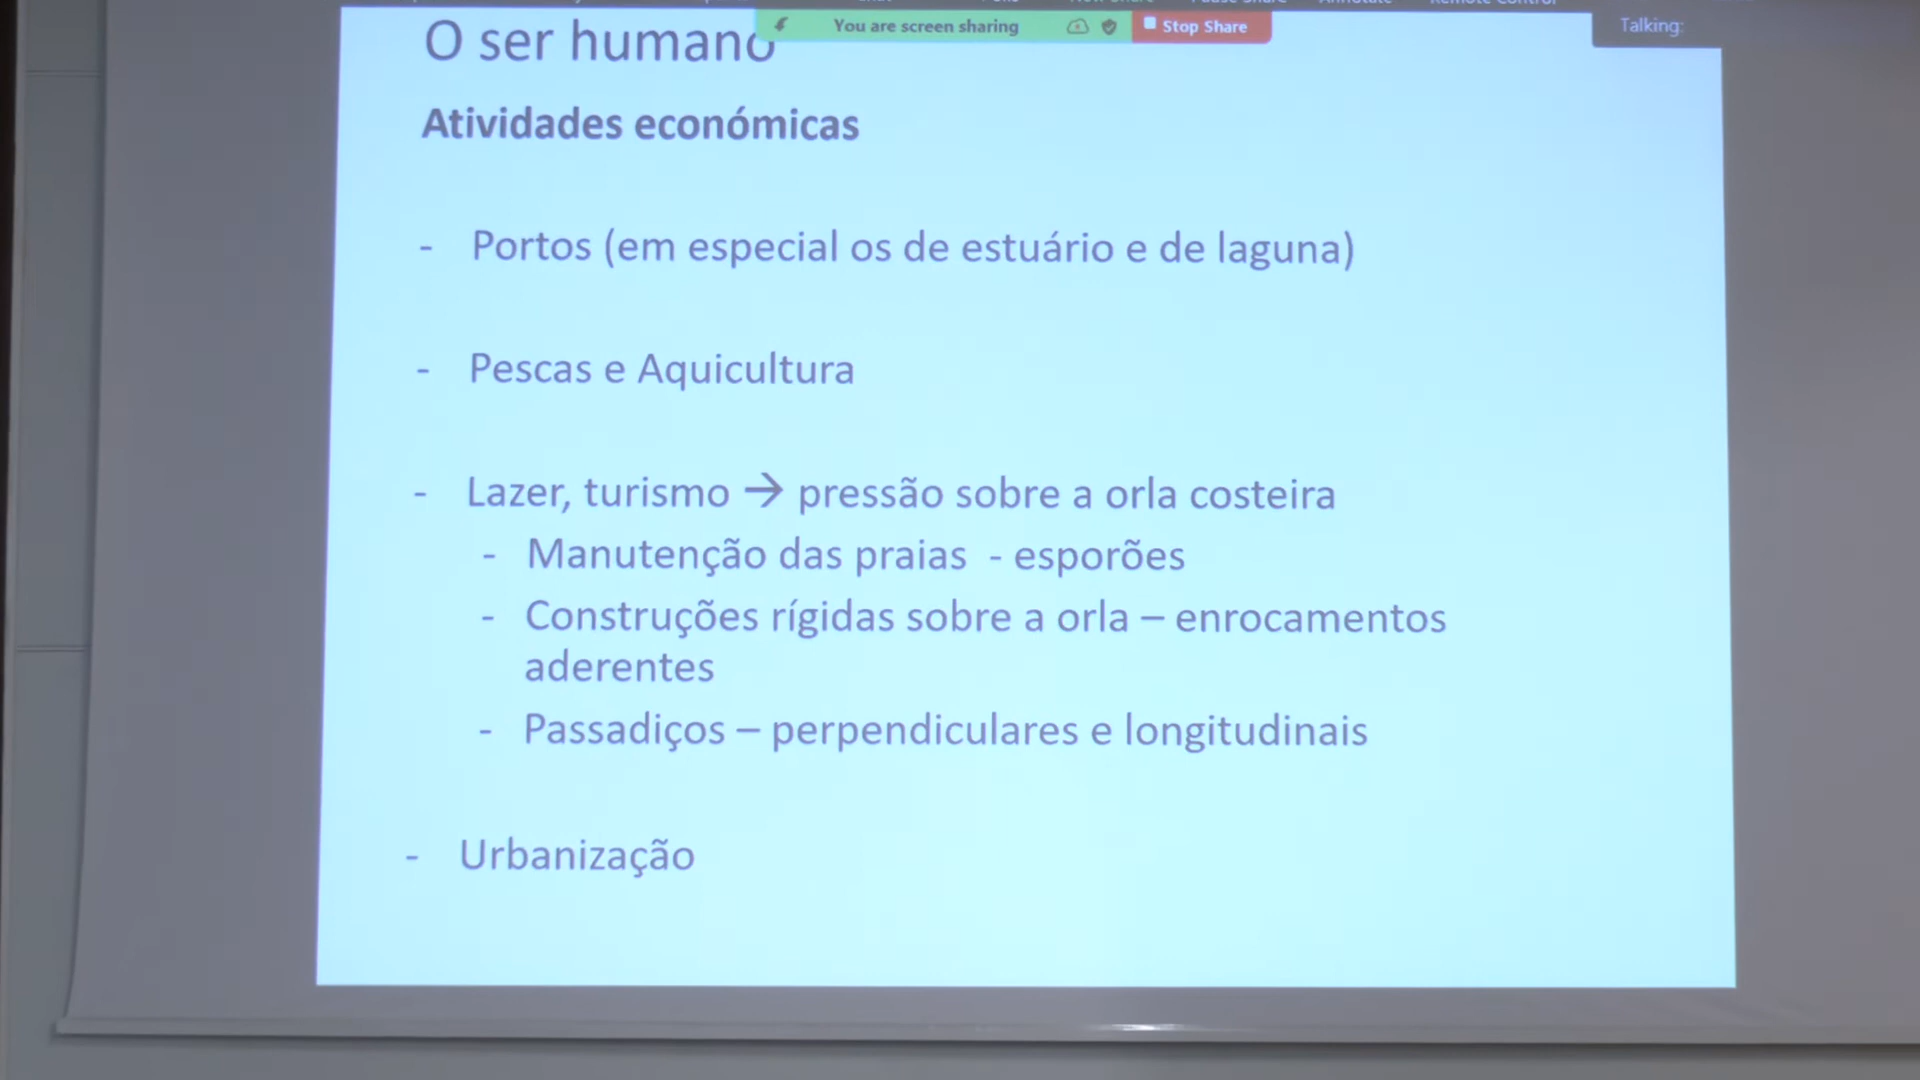 O ser humano
You are screen sharing
Stop Share
Talking:
Atividades económicas
- Portos (em especial os de estuário e de laguna)
- Pescas e Aquicultura
- Lazer, turismo → pressão sobre a orla costeira
- Manutenção das praias - esporões
- Construções rígidas sobre a orla – enrocamentos
aderentes
- Passadiços – perpendiculares e longitudinais
- Urbanização